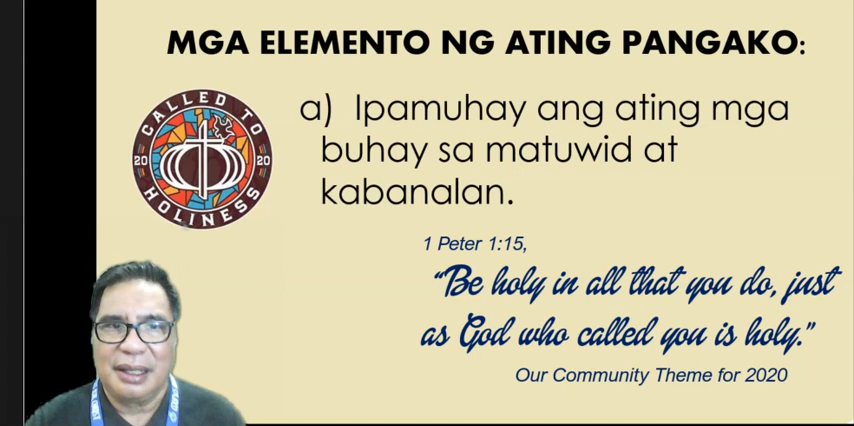 MGA ELEMENTO NG ATING PANGAKO:
CALLED TO
20 20
HOLINESS
a) Ipamuhay ang ating mga
buhay sa matuwid at
kabanalan.
1 Peter 1:15,
"Be holy in all that you do, just
as God who called you is holy."
Our Community Theme for 2020